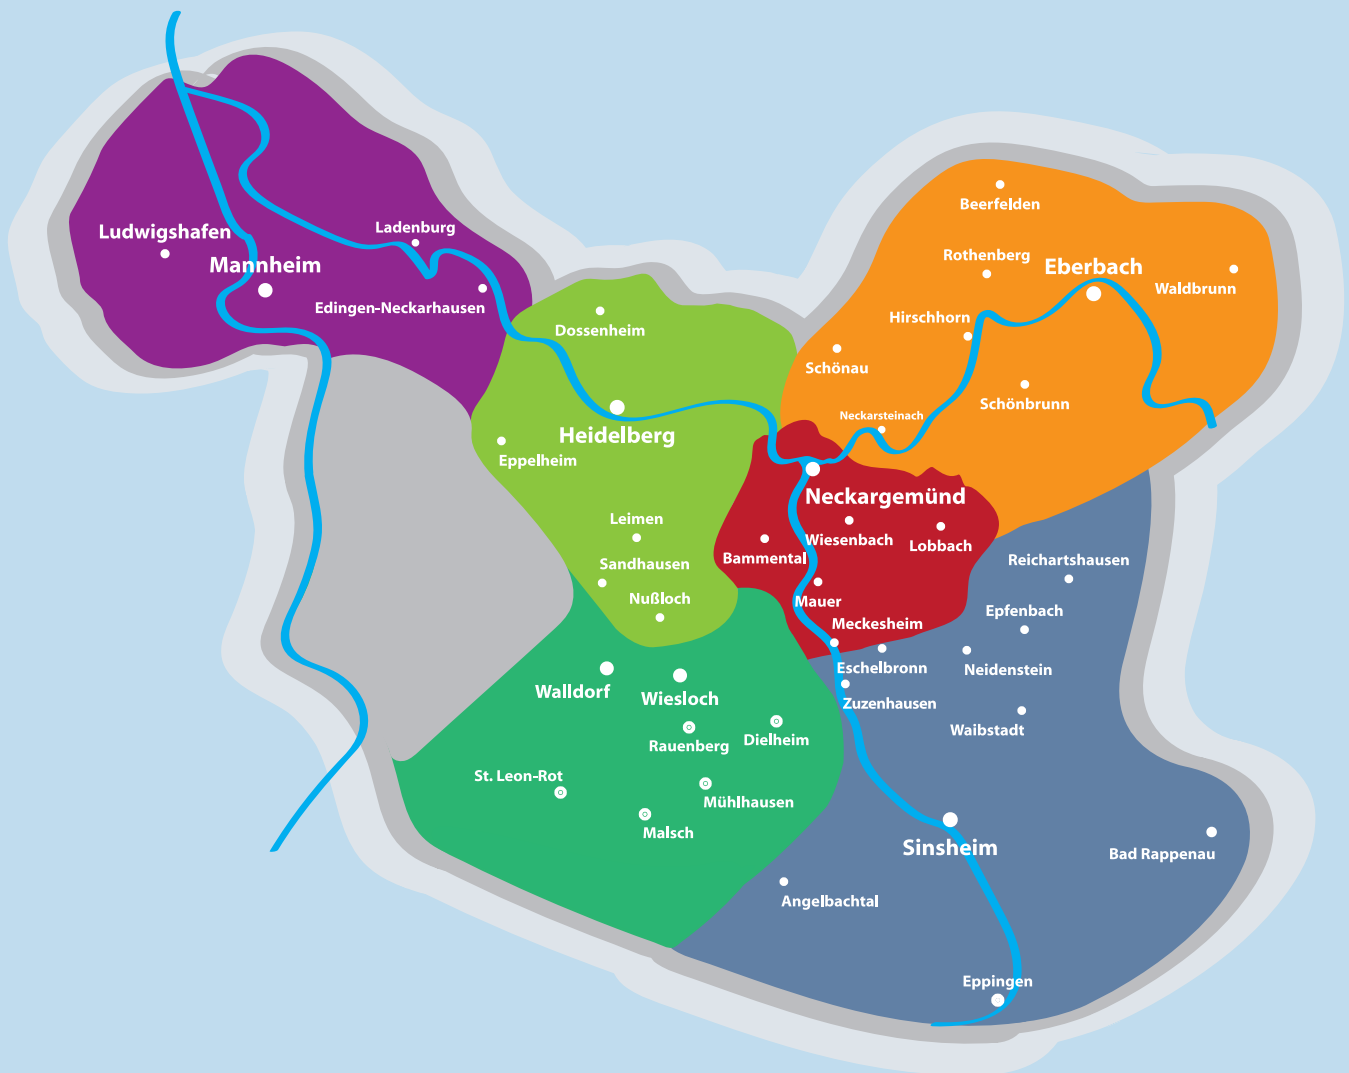 Beerfelden
Ludwigshafen
Ladenburg
Mannheim
Rothenberg
Eberbach
Waldbrunn
Edingen-Neckarhausen
Hirschhorn
Dossenheim
Schönau
Schönbrunn
Neckarsteinach
Heidelberg
Eppelheim
Neckargemünd
Leimen
Wiesenbach
Lobbach
Bammental
Reichartshausen
Sandhausen
Nußloch
Mauer
Epfenbach
Meckesheim
Eschelbronn
Neidenstein
Walldorf
Wiesloch
Zuzenhausen
Waibstadt
Rauenberg
Dielheim
St. Leon-Rot
Mühlhausen
Malsch
Sinsheim
Bad Rappenau
Angelbachtal
Eppingen